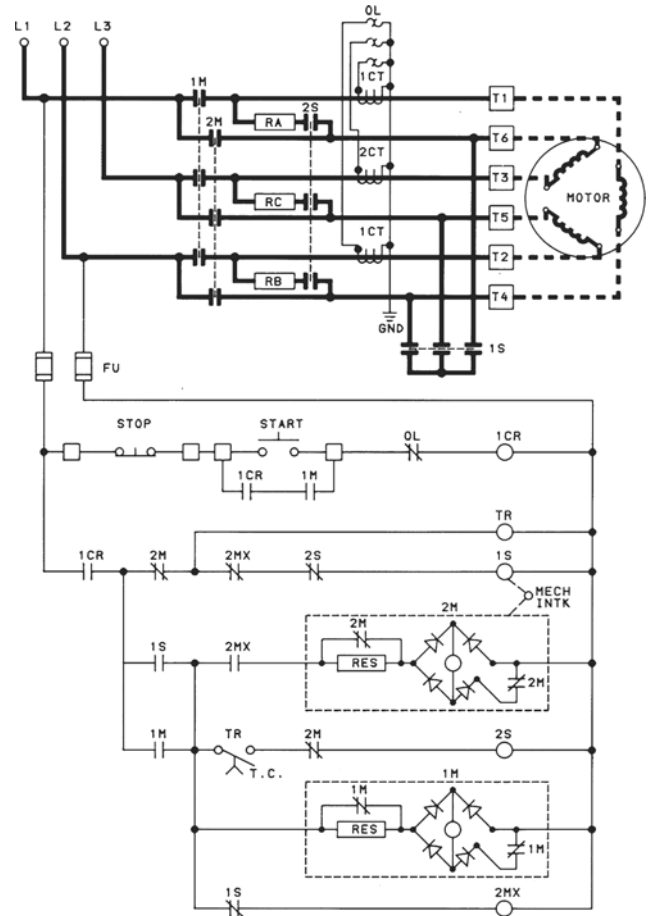 OL
L1 L2 L3
1M
1CT
T1
RA
2S
2M
T6
2CT
T3
RC
MOTOR
T5
1CT
T2
RB
T4
GND
1S
FU
STOP START
OL 1CR
1CR 1M
TR
1CR 2M 2MX 2S 1S
MECH
INTK
2M
1S 2MX 2M
RES 2M
1M TR 2M 2S
T.C.
1M
1M
RES 1M
1S 2MX